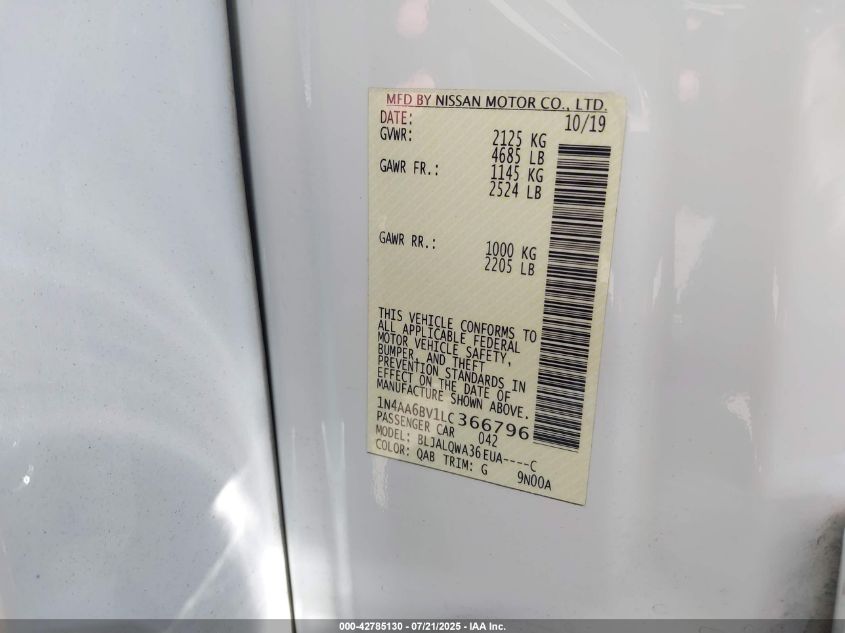 MFD BY NISSAN MOTOR CO., LTD.
DATE: 10/19
GVWR: 2125 KG
4685 LB
GAWR FR.: 1145 KG
2524 LB
GAWR RR.: 1000 KG
2205 LB
THIS VEHICLE CONFORMS TO
ALL APPLICABLE FEDERAL
MOTOR VEHICLE SAFETY,
BUMPER, AND THEFT
PREVENTION STANDARDS IN
EFFECT ON THE DATE OF
MANUFACTURE SHOWN ABOVE.
1N4AA6BV1LC366796
PASSENGER CAR 042
MODEL: BLJALQWA36EUA----C
COLOR: QAB TRIM: G 9N00A
000-42785130 - 07/21/2025 - IAA Inc.